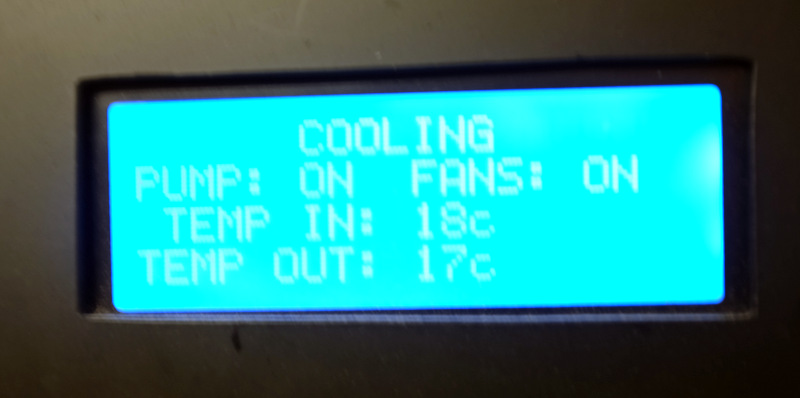 COOLING
PUMP: ON FANS: ON
TEMP IN: 18c
TEMP OUT: 17c